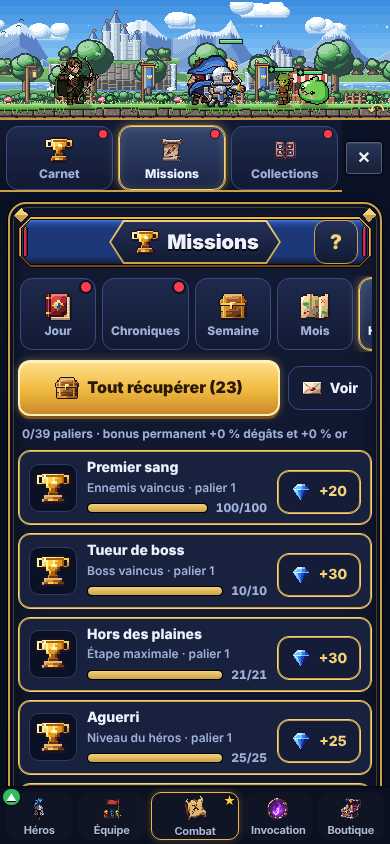 Carnet
Missions
Collections
Missions
?
Jour
Chroniques
Semaine
Mois
Tout récupérer (23)
Voir
0/39 paliers · bonus permanent +0 % dégâts et +0 % or
Premier sang
Ennemis vaincus · palier 1
100/100
+20
Tueur de boss
Boss vaincus · palier 1
10/10
+30
Hors des plaines
Étape maximale · palier 1
21/21
+30
Aguerri
Niveau du héros · palier 1
25/25
+25
Héros
Équipe
Combat
Invocation
Boutique